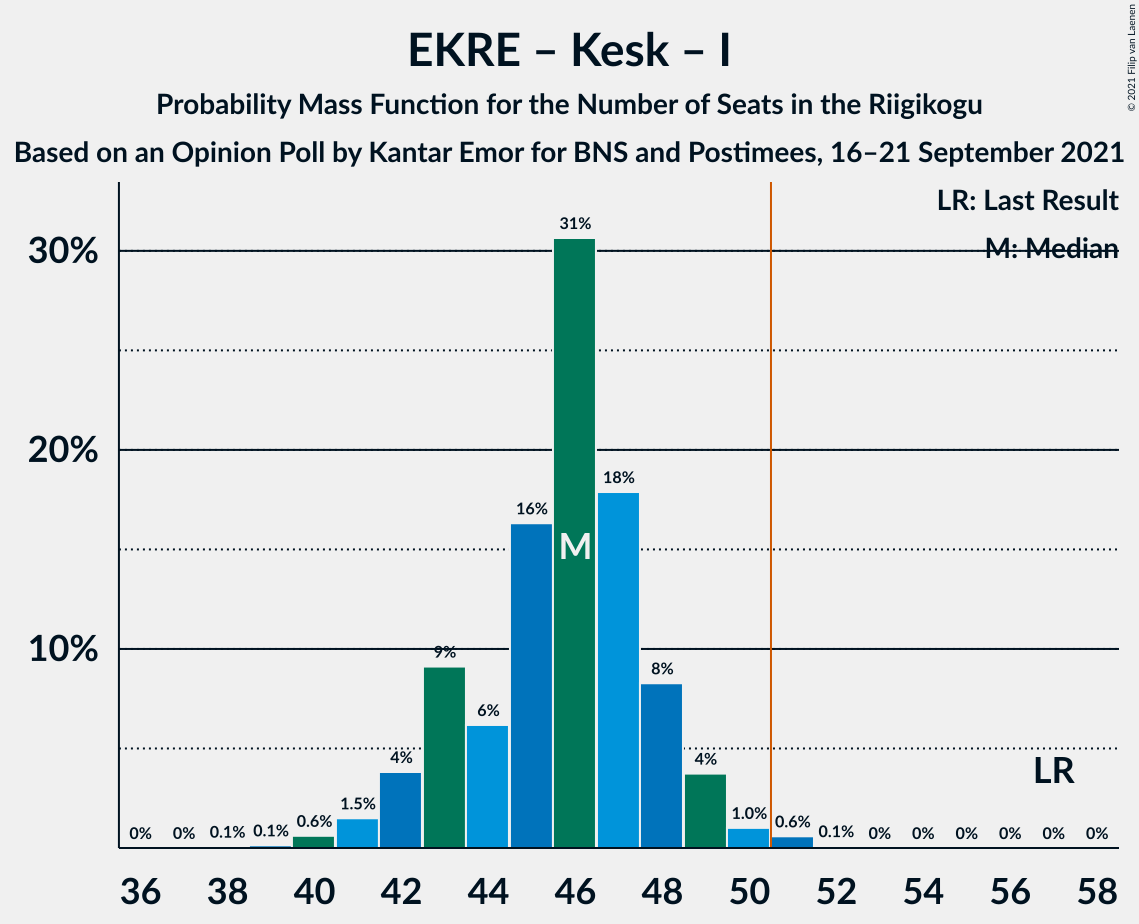 EKRE – Kesk – I
Probability Mass Function for the Number of Seats in the Riigikogu
Based on an Opinion Poll by Kantar Emor for BNS and Postimees, 16–21 September 2021
© 2021 Filip van Laenen
LR: Last Result
M: Median
30%
20%
10%
0% 0% 0.1% 0.1% 0.6% 1.5% 4% 9% 6% 16% 31% 18% 8% 4% 1.0% 0.6% 0.1% 0% 0% 0% 0% 0% 0%
M
LR
36 38 40 42 44 46 48 50 52 54 56 58